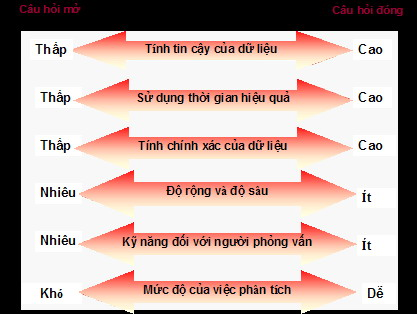 Câu hỏi mở Câu hỏi đóng
Thấp Tính tin cậy của dữ liệu Cao
Thấp Sử dụng thời gian hiệu quả Cao
Thấp Tính chính xác của dữ liệu Cao
Nhiêu Độ rộng và độ sâu Ít
Nhiêu Kỹ năng đối với người phỏng vấn Ít
Khó Mức độ của việc phân tích Dễ